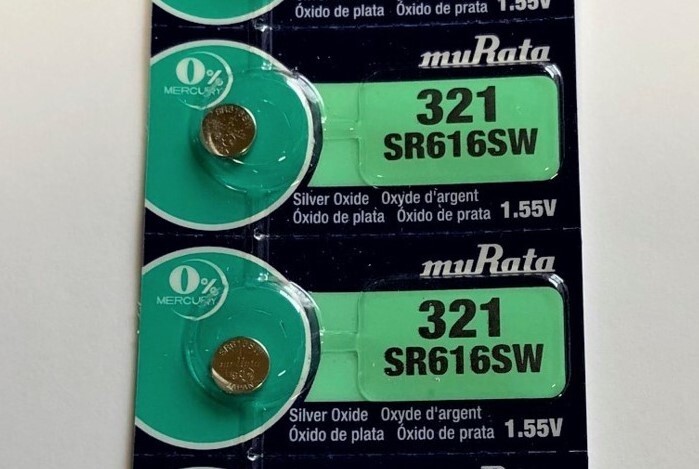 Óxido de plata Óxido de prata 1.55V
muRata
0%
MERCURY
321
SR616SW
Silver Oxide Oxyde d'argent
Óxido de plata Óxido de prata 1.55V
muRata
0%
MERCURY
321
SR616SW
Silver Oxide Oxyde d'argent
Óxido de plata Óxido de prata 1.55V